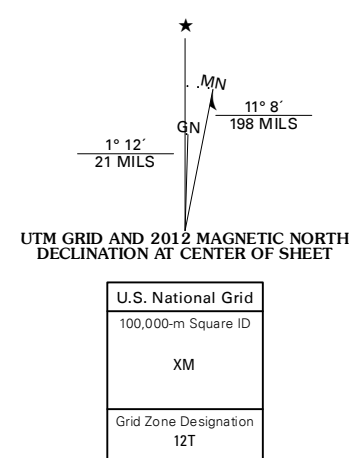 ★
MN
GN
11° 8´
198 MILS
1° 12´
21 MILS
UTM GRID AND 2012 MAGNETIC NORTH
DECLINATION AT CENTER OF SHEET
U.S. National Grid
100,000-m Square ID
XM
Grid Zone Designation
12T